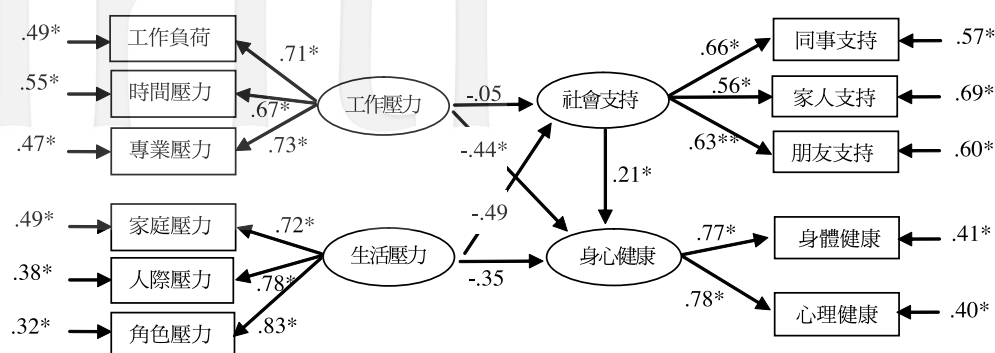 .49* 工作負荷 .71* .66* 同事支持 .57*
.55* 時間壓力 .67* 工作壓力 -.05 社會支持 .56* 家人支持 .69*
.47* 專業壓力 .73* -.44* .63** 朋友支持 .60*
.21*
.49* 家庭壓力 .72* -.49 .77* 身體健康 .41*
.38* 人際壓力 .78* 生活壓力 -.35 身心健康
.32* 角色壓力 .83* .78* 心理健康 .40*